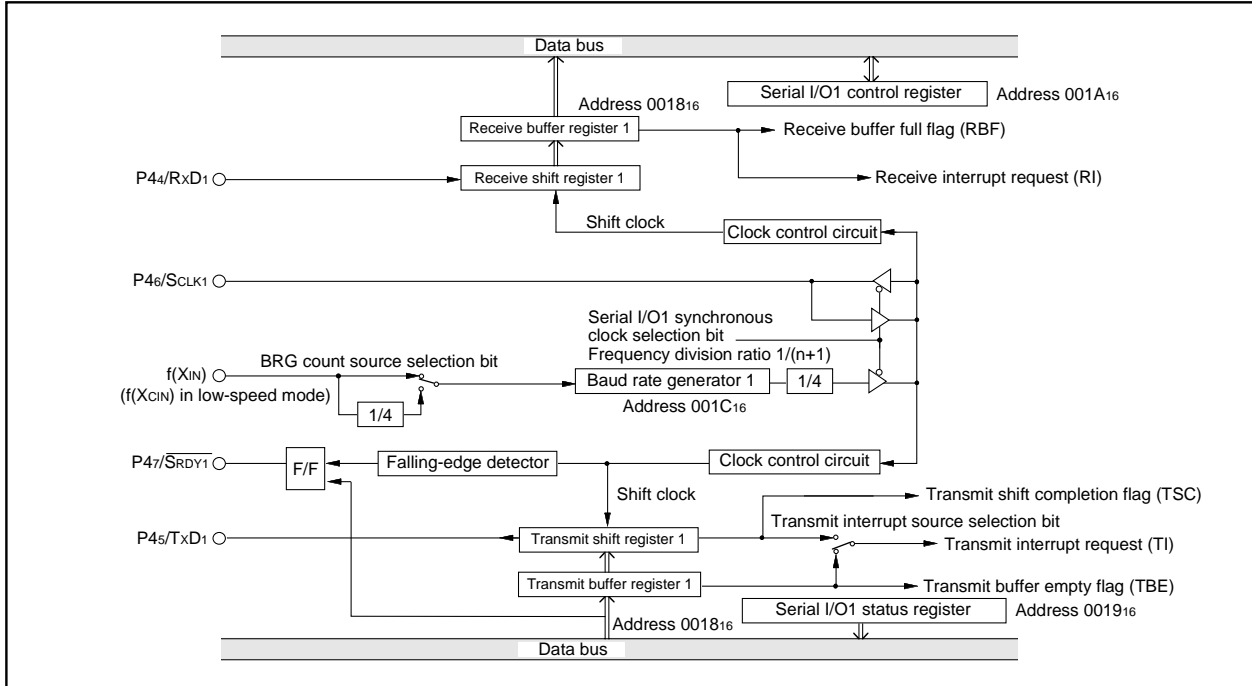 Data bus
Serial I/O1 control register
Address 001A16
Address 001816
Receive buffer register 1
Receive buffer full flag (RBF)
P44/RXD1
Receive shift register 1
Receive interrupt request (RI)
Shift clock
Clock control circuit
P46/SCLK1
Serial I/O1 synchronous
clock selection bit
Frequency division ratio 1/(n+1)
BRG count source selection bit
f(XIN)
(f(XCIN) in low-speed mode)
Baud rate generator 1
1/4
1/4
Address 001C16
P47/SRDY1
F/F
Falling-edge detector
Clock control circuit
Shift clock
Transmit shift completion flag (TSC)
Transmit interrupt source selection bit
P45/TXD1
Transmit shift register 1
Transmit interrupt request (TI)
Transmit buffer register 1
Transmit buffer empty flag (TBE)
Serial I/O1 status register
Address 001916
Address 001816
Data bus